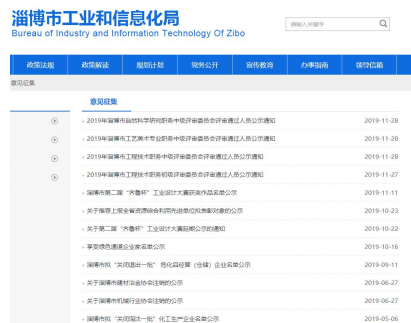 淄博市工业和信息化局
Bureau of Industry and Information Technology Of Zibo
请输入关键字
政策法规 政策解读 规划计划 党务公开 宣传教育 办事指南 领导信箱
意见征集
意见征集
2019年淄博市自然科学研究职务中级评审委员会评审通过人员公示通知 2019-11-28
2019年淄博市工艺美术专业职务中级评审委员会评审通过人员公示通知 2019-11-28
2019年淄博市工程技术职务中级评审委员会评审通过人员公示通知 2019-11-28
2019年淄博市工程技术职务初级评审委员会评审通过人员公示通知 2019-11-27
淄博市第二届“齐鲁杯”工业设计大赛获奖作品名单公示 2019-11-11
关于推荐上报全省资源综合利用先进单位拟表彰对象的公示 2019-10-23
关于第二届“齐鲁杯”工业设计大赛延期公示的通知 2019-10-22
享受绿色通道企业家名单公示 2019-10-16
淄博市拟“关闭退出一批”危化品经营（仓储）企业名单公示 2019-09-11
关于淄博市建材冶金协会注销的公示 2019-06-27
关于淄博市机械行业协会注销的公示 2019-06-27
淄博市拟“关闭淘汰一批”化工生产企业名单公示 2019-05-06